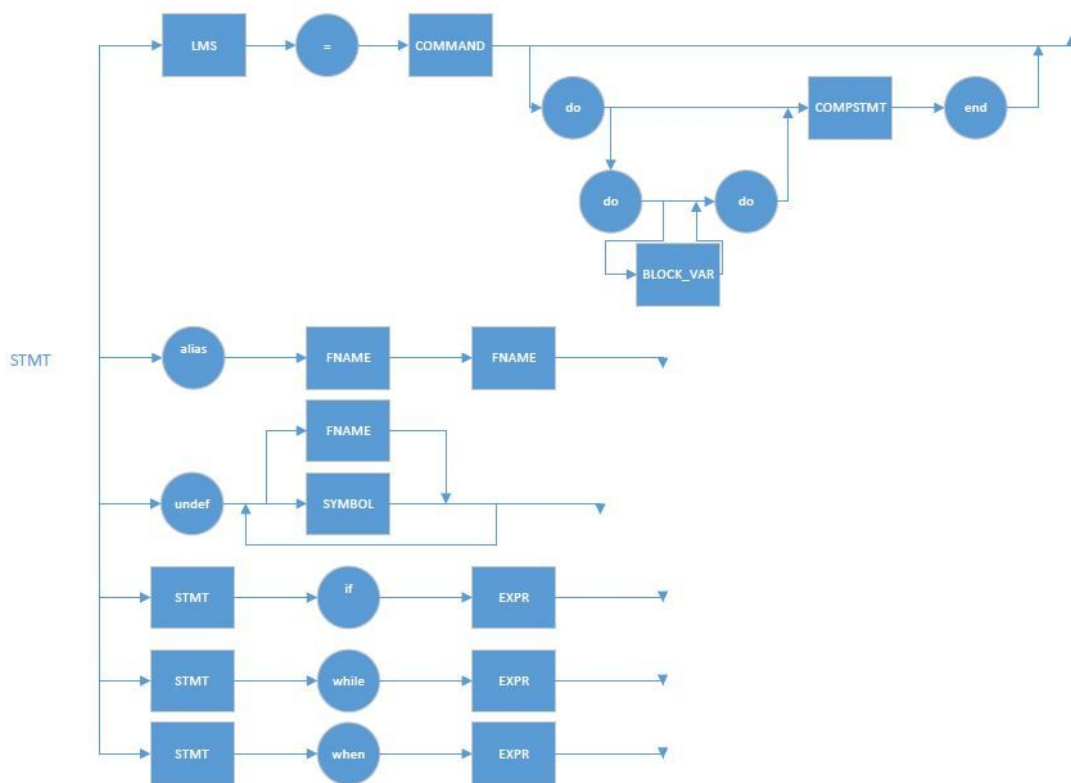 LMS = COMMAND
do COMPSTMT end
do do
BLOCK_VAR
STMT alias FNAME FNAME
FNAME
undef SYMBOL
STMT if EXPR
STMT while EXPR
STMT when EXPR